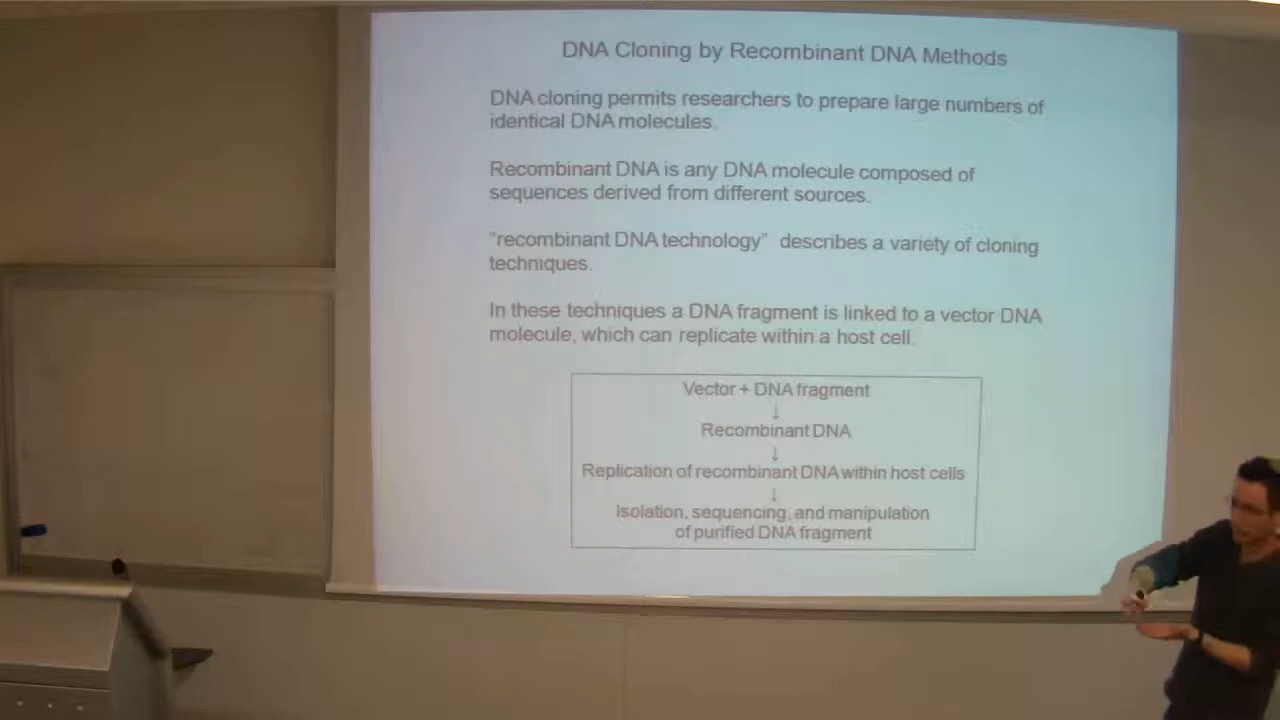 DNA Cloning by Recombinant DNA Methods
DNA cloning permits researchers to prepare large numbers of
identical DNA molecules.
Recombinant DNA is any DNA molecule composed of
sequences derived from different sources.
"recombinant DNA technology" describes a variety of cloning
techniques.
In these techniques a DNA fragment is linked to a vector DNA
molecule, which can replicate within a host cell.
Vector + DNA fragment
↓
Recombinant DNA
↓
Replication of recombinant DNA within host cells
↓
Isolation, sequencing, and manipulation
of purified DNA fragment